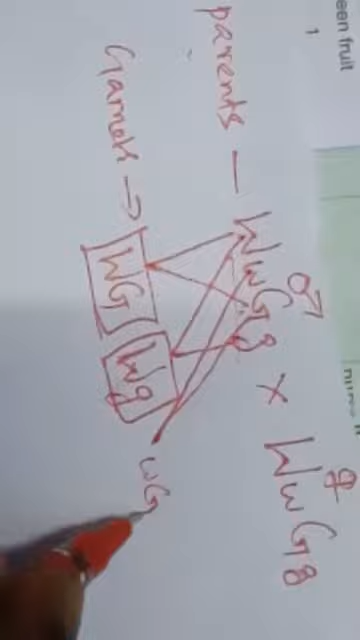 een fruit
1
♂ ♀
parents — WwGg × WwGg
Gametes → WG Wg wG